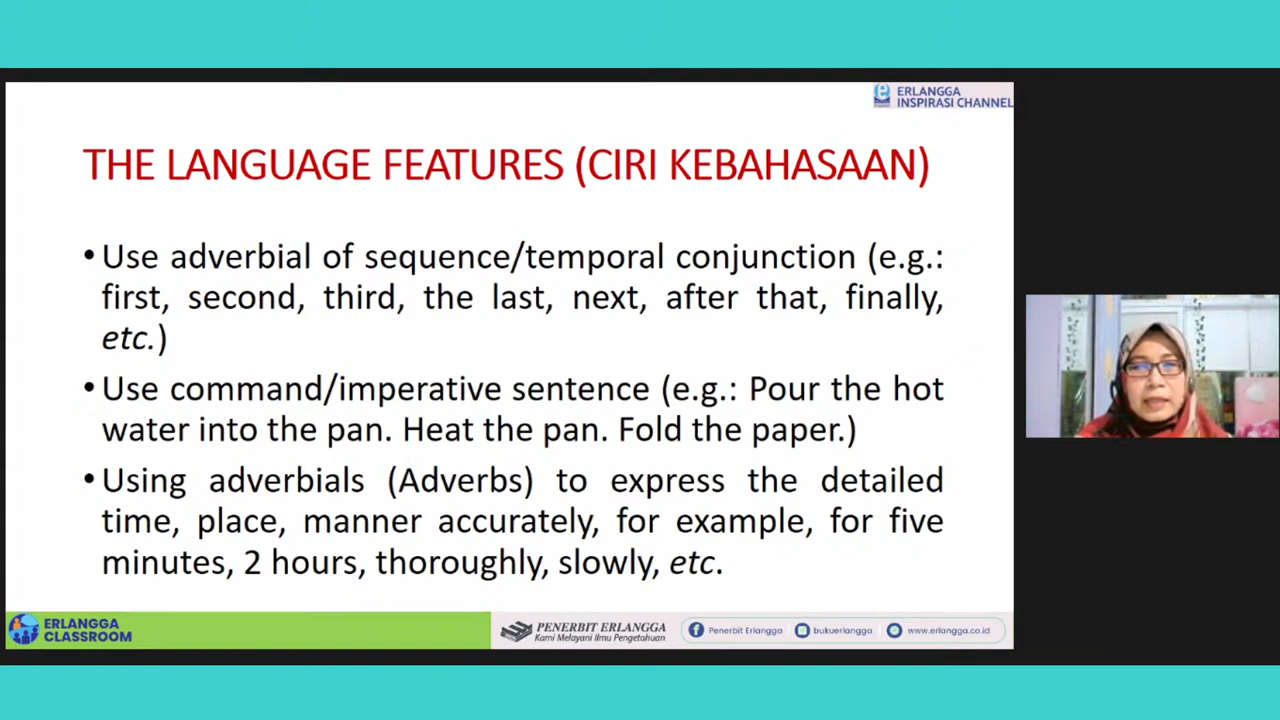 ERLANGGA
INSPIRASI CHANNEL
THE LANGUAGE FEATURES (CIRI KEBAHASAAN)
• Use adverbial of sequence/temporal conjunction (e.g.:
first, second, third, the last, next, after that, finally,
etc.)
• Use command/imperative sentence (e.g.: Pour the hot
water into the pan. Heat the pan. Fold the paper.)
• Using adverbials (Adverbs) to express the detailed
time, place, manner accurately, for example, for five
minutes, 2 hours, thoroughly, slowly, etc.
ERLANGGA
CLASSROOM
PENERBIT ERLANGGA
Kami Melayani Ilmu Pengetahuan
Penerbit Erlangga
bukuerlangga
www.erlangga.co.id